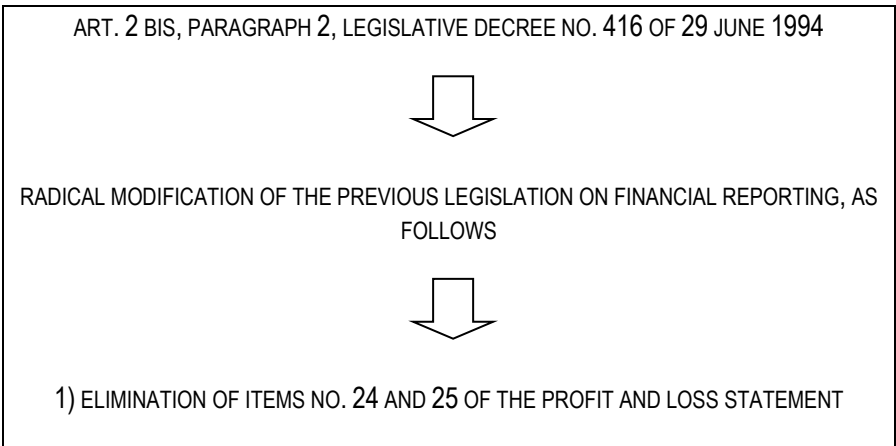 ART. 2 BIS, PARAGRAPH 2, LEGISLATIVE DECREE NO. 416 OF 29 JUNE 1994
RADICAL MODIFICATION OF THE PREVIOUS LEGISLATION ON FINANCIAL REPORTING, AS
FOLLOWS
1) ELIMINATION OF ITEMS NO. 24 AND 25 OF THE PROFIT AND LOSS STATEMENT